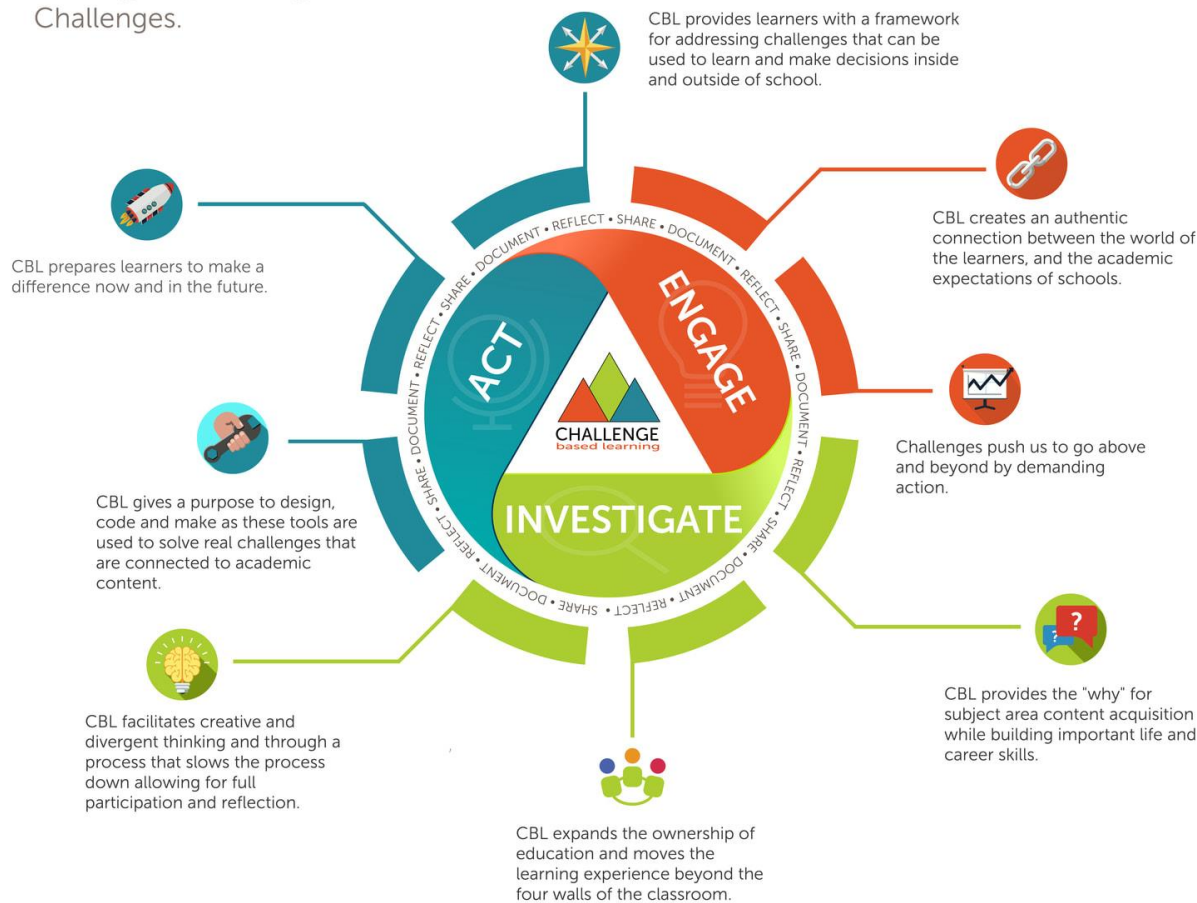 Challenges.
CBL provides learners with a framework
for addressing challenges that can be
used to learn and make decisions inside
and outside of school.
CBL creates an authentic
connection between the world of
the learners, and the academic
expectations of schools.
Challenges push us to go above
and beyond by demanding
action.
CBL provides the "why" for
subject area content acquisition
while building important life and
career skills.
CBL expands the ownership of
education and moves the
learning experience beyond the
four walls of the classroom.
CBL facilitates creative and
divergent thinking and through a
process that slows the process
down allowing for full
participation and reflection.
CBL gives a purpose to design,
code and make as these tools are
used to solve real challenges that
are connected to academic
content.
CBL prepares learners to make a
difference now and in the future.
SHARE • DOCUMENT • REFLECT • SHARE • DOCUMENT • REFLECT • SHARE • DOCUMENT • REFLECT • SHARE • DOCUMENT • REFLECT • SHARE • DOCUMENT • REFLECT • SHARE • DOCUMENT • REFLECT •
ENGAGE
INVESTIGATE
ACT
CHALLENGE
based learning
?
?